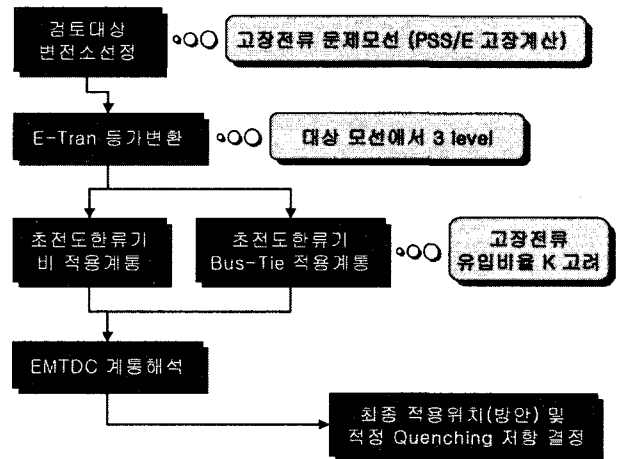 검토대상
변전소선정
고장전류 문제모선 (PSS/E 고장계산)
E-Tran 등가변환
대상 모선에서 3 level
초전도한류기
비 적용계통
초전도한류기
Bus-Tie 적용계통
고장전류
유입비율 K 고려
EMTDC 계통해석
최종 적용위치(방안) 및
적정 Quenching 저항 결정